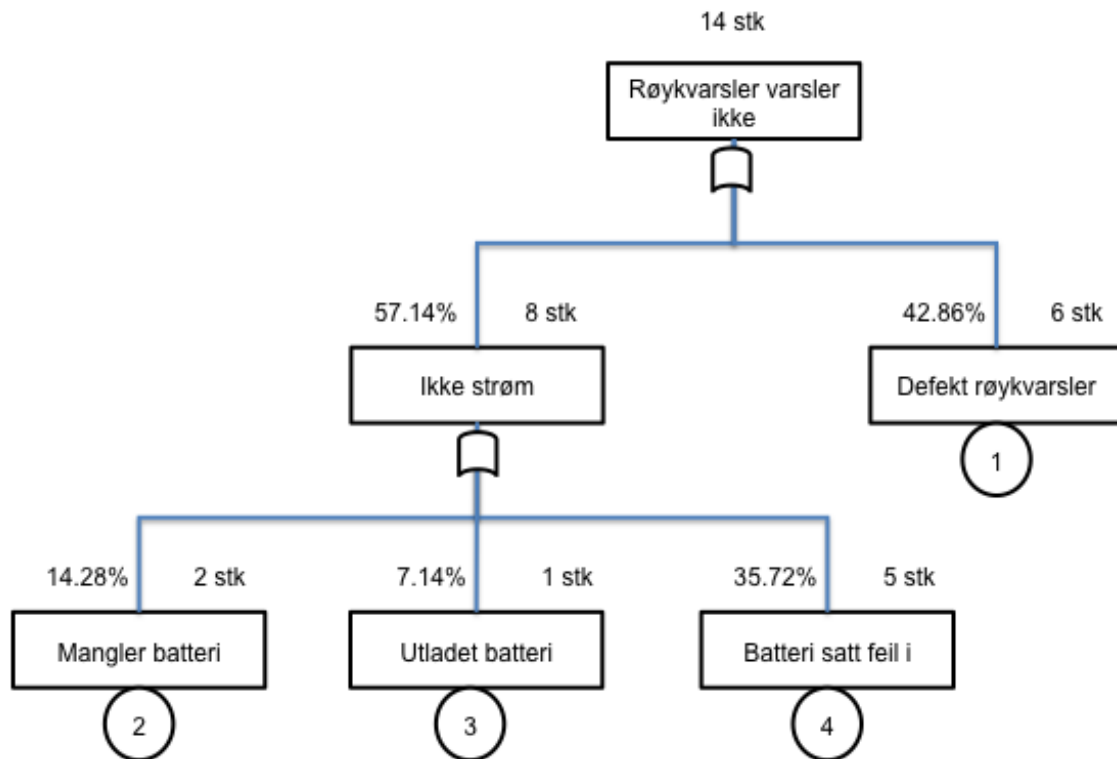 14 stk
Røykvarsler varsler
ikke
57.14% 8 stk
42.86% 6 stk
Ikke strøm
Defekt røykvarsler
1
14.28% 2 stk
7.14% 1 stk
35.72% 5 stk
Mangler batteri
Utladet batteri
Batteri satt feil i
2
3
4